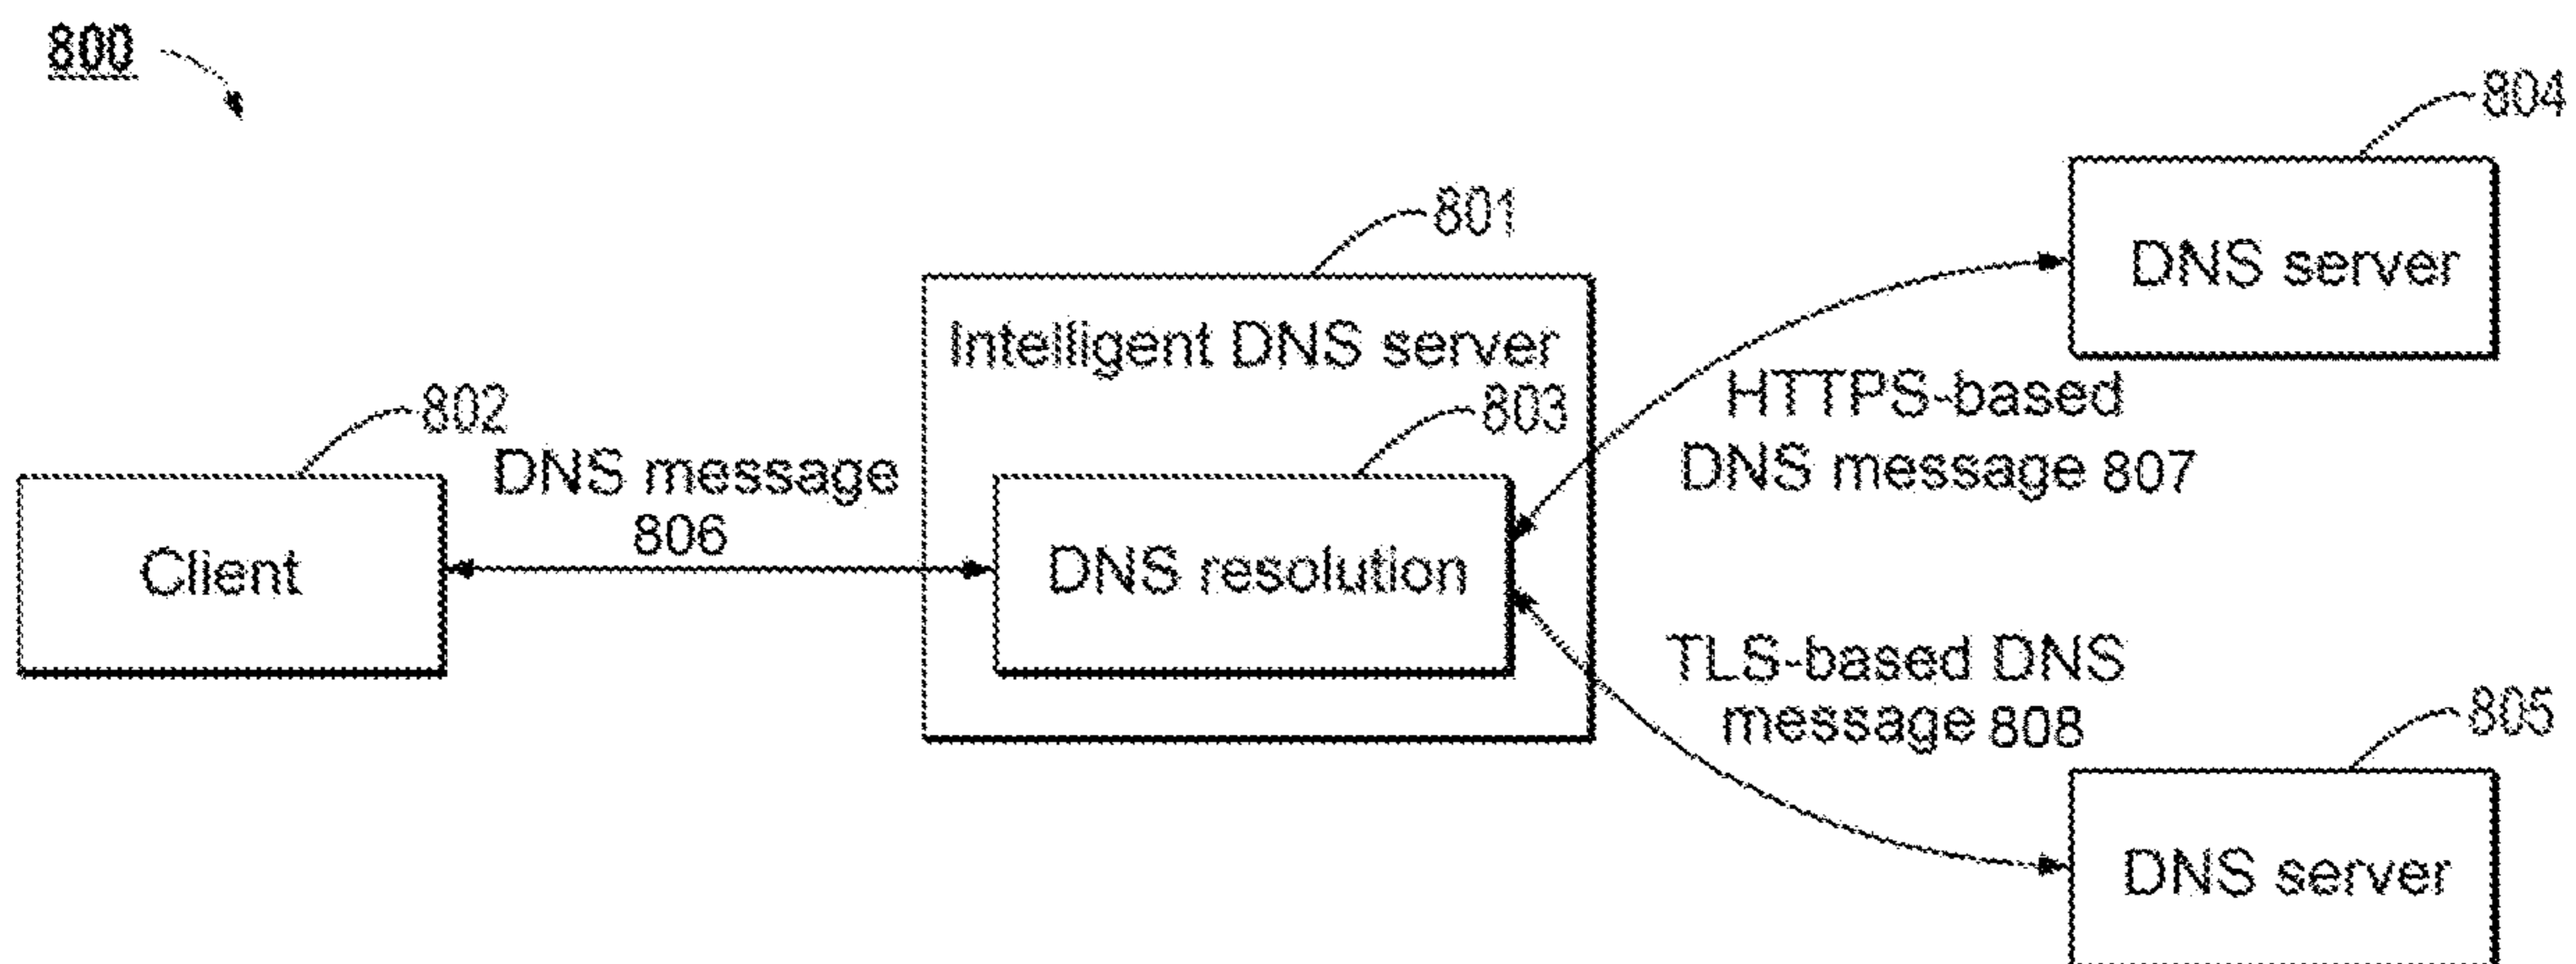 800
804
801
DNS server
Intelligent DNS server
802
803
HTTPS-based
DNS message
DNS message 807
806
Client
DNS resolution
TLS-based DNS
message 808
805
DNS server